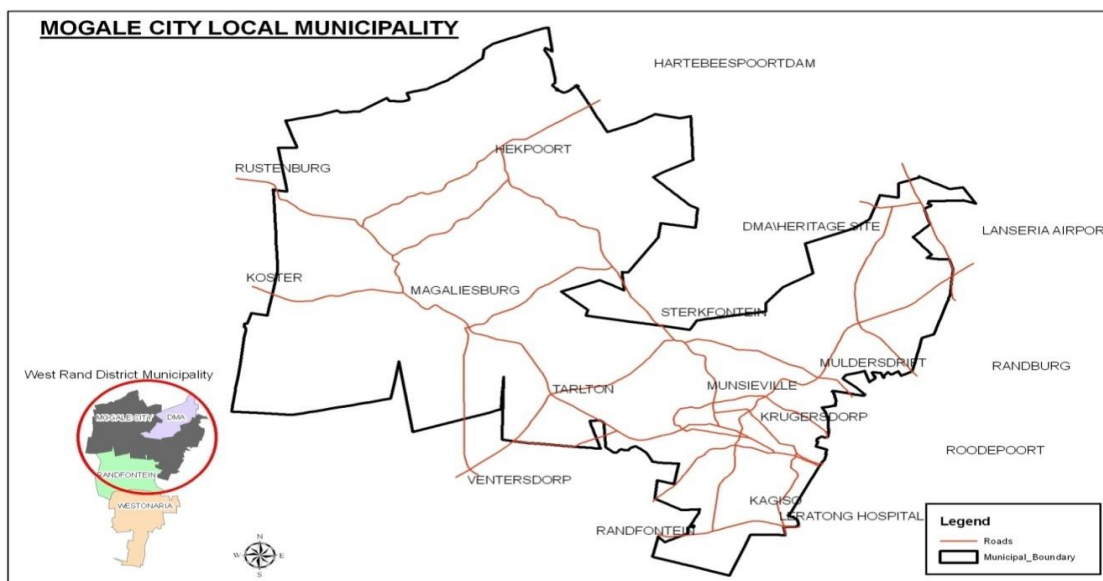 MOGALE CITY LOCAL MUNICIPALITY
HARTEBEESPOORTDAM
HEKPOORT
RUSTENBURG
DMA\HERITAGE SITE
LANSERIA AIRPOR
KOSTER
MAGALIESBURG
STERKFONTEIN
MULDERSDRIFT
RANDBURG
West Rand District Municipality
TARLTON
MUNSIEVILLE
MOGALE CITY
DMA
KRUGERSDORP
ROODEPOORT
RANDFONTEIN
VENTERSDORP
WESTONARIA
KAGISO
LERATONG HOSPITAL
RANDFONTEIN
Legend
Roads
Municipal_Boundary
N
W
E
S